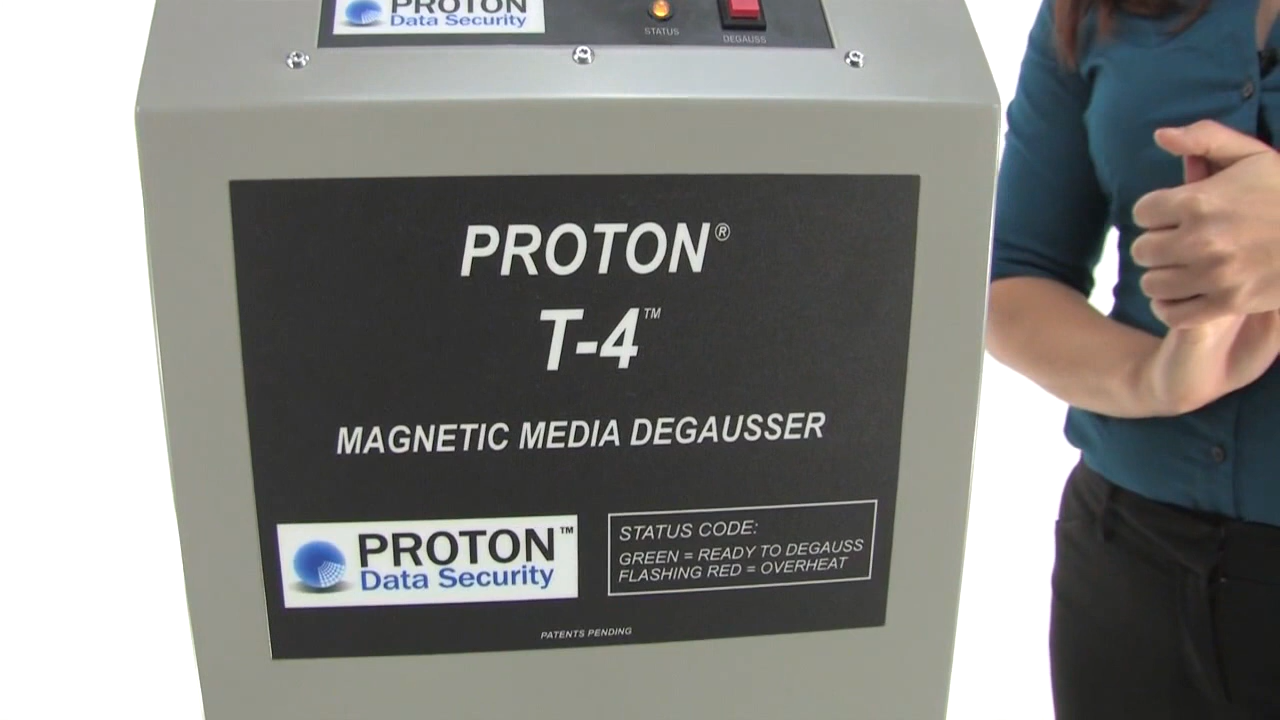 PROTON
Data Security
STATUS
DEGAUSS
PROTON®
T-4™
MAGNETIC MEDIA DEGAUSSER
PROTON™
Data Security
STATUS CODE:
GREEN = READY TO DEGAUSS
FLASHING RED = OVERHEAT
PATENTS PENDING